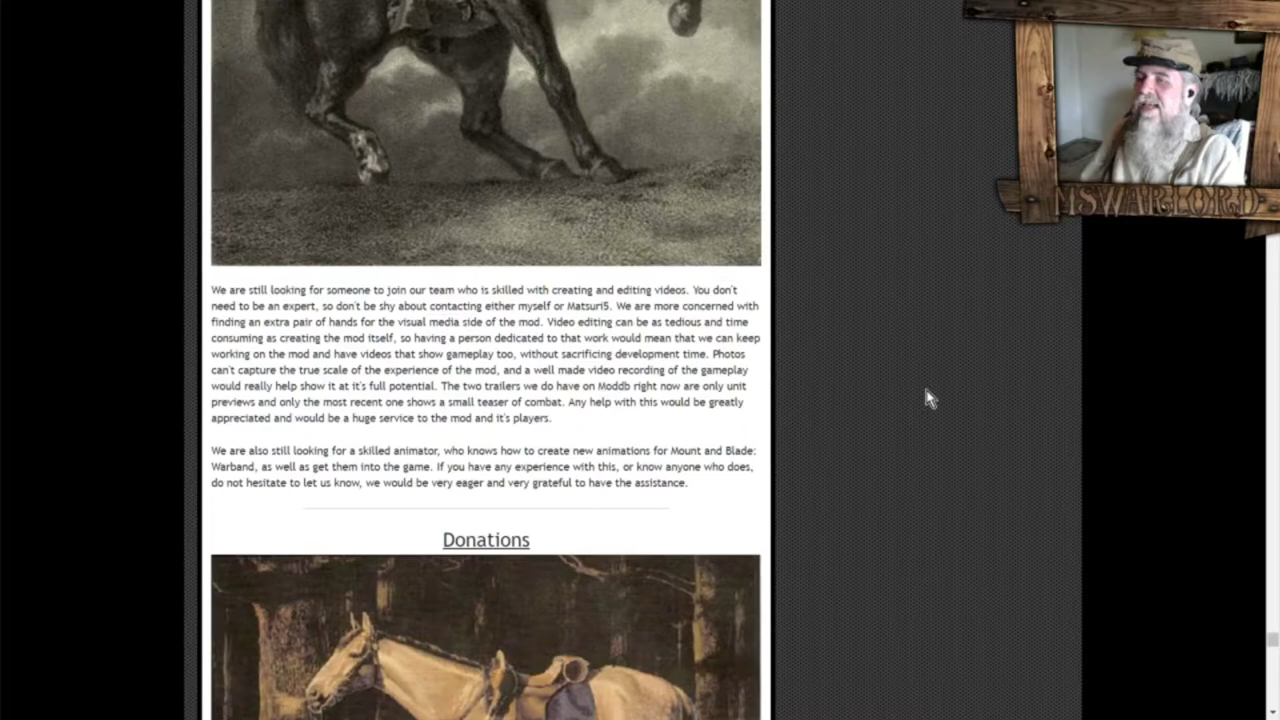 MSWARLORD
We are still looking for someone to join our team who is skilled with creating and editing videos. You don't
need to be an expert, so don't be shy about contacting either myself or Matsuri5. We are more concerned with
finding an extra pair of hands for the visual media side of the mod. Video editing can be as tedious and time
consuming as creating the mod itself, so having a person dedicated to that work would mean that we can keep
working on the mod and have videos that show gameplay too, without sacrificing development time. Photos
can't capture the true scale of the experience of the mod, and a well made video recording of the gameplay
would really help show it at it's full potential. The two trailers we do have on Moddb right now are only unit
previews and only the most recent one shows a small teaser of combat. Any help with this would be greatly
appreciated and would be a huge service to the mod and it's players.
We are also still looking for a skilled animator, who knows how to create new animations for Mount and Blade:
Warband, as well as get them into the game. If you have any experience with this, or know anyone who does,
do not hesitate to let us know, we would be very eager and very grateful to have the assistance.
Donations